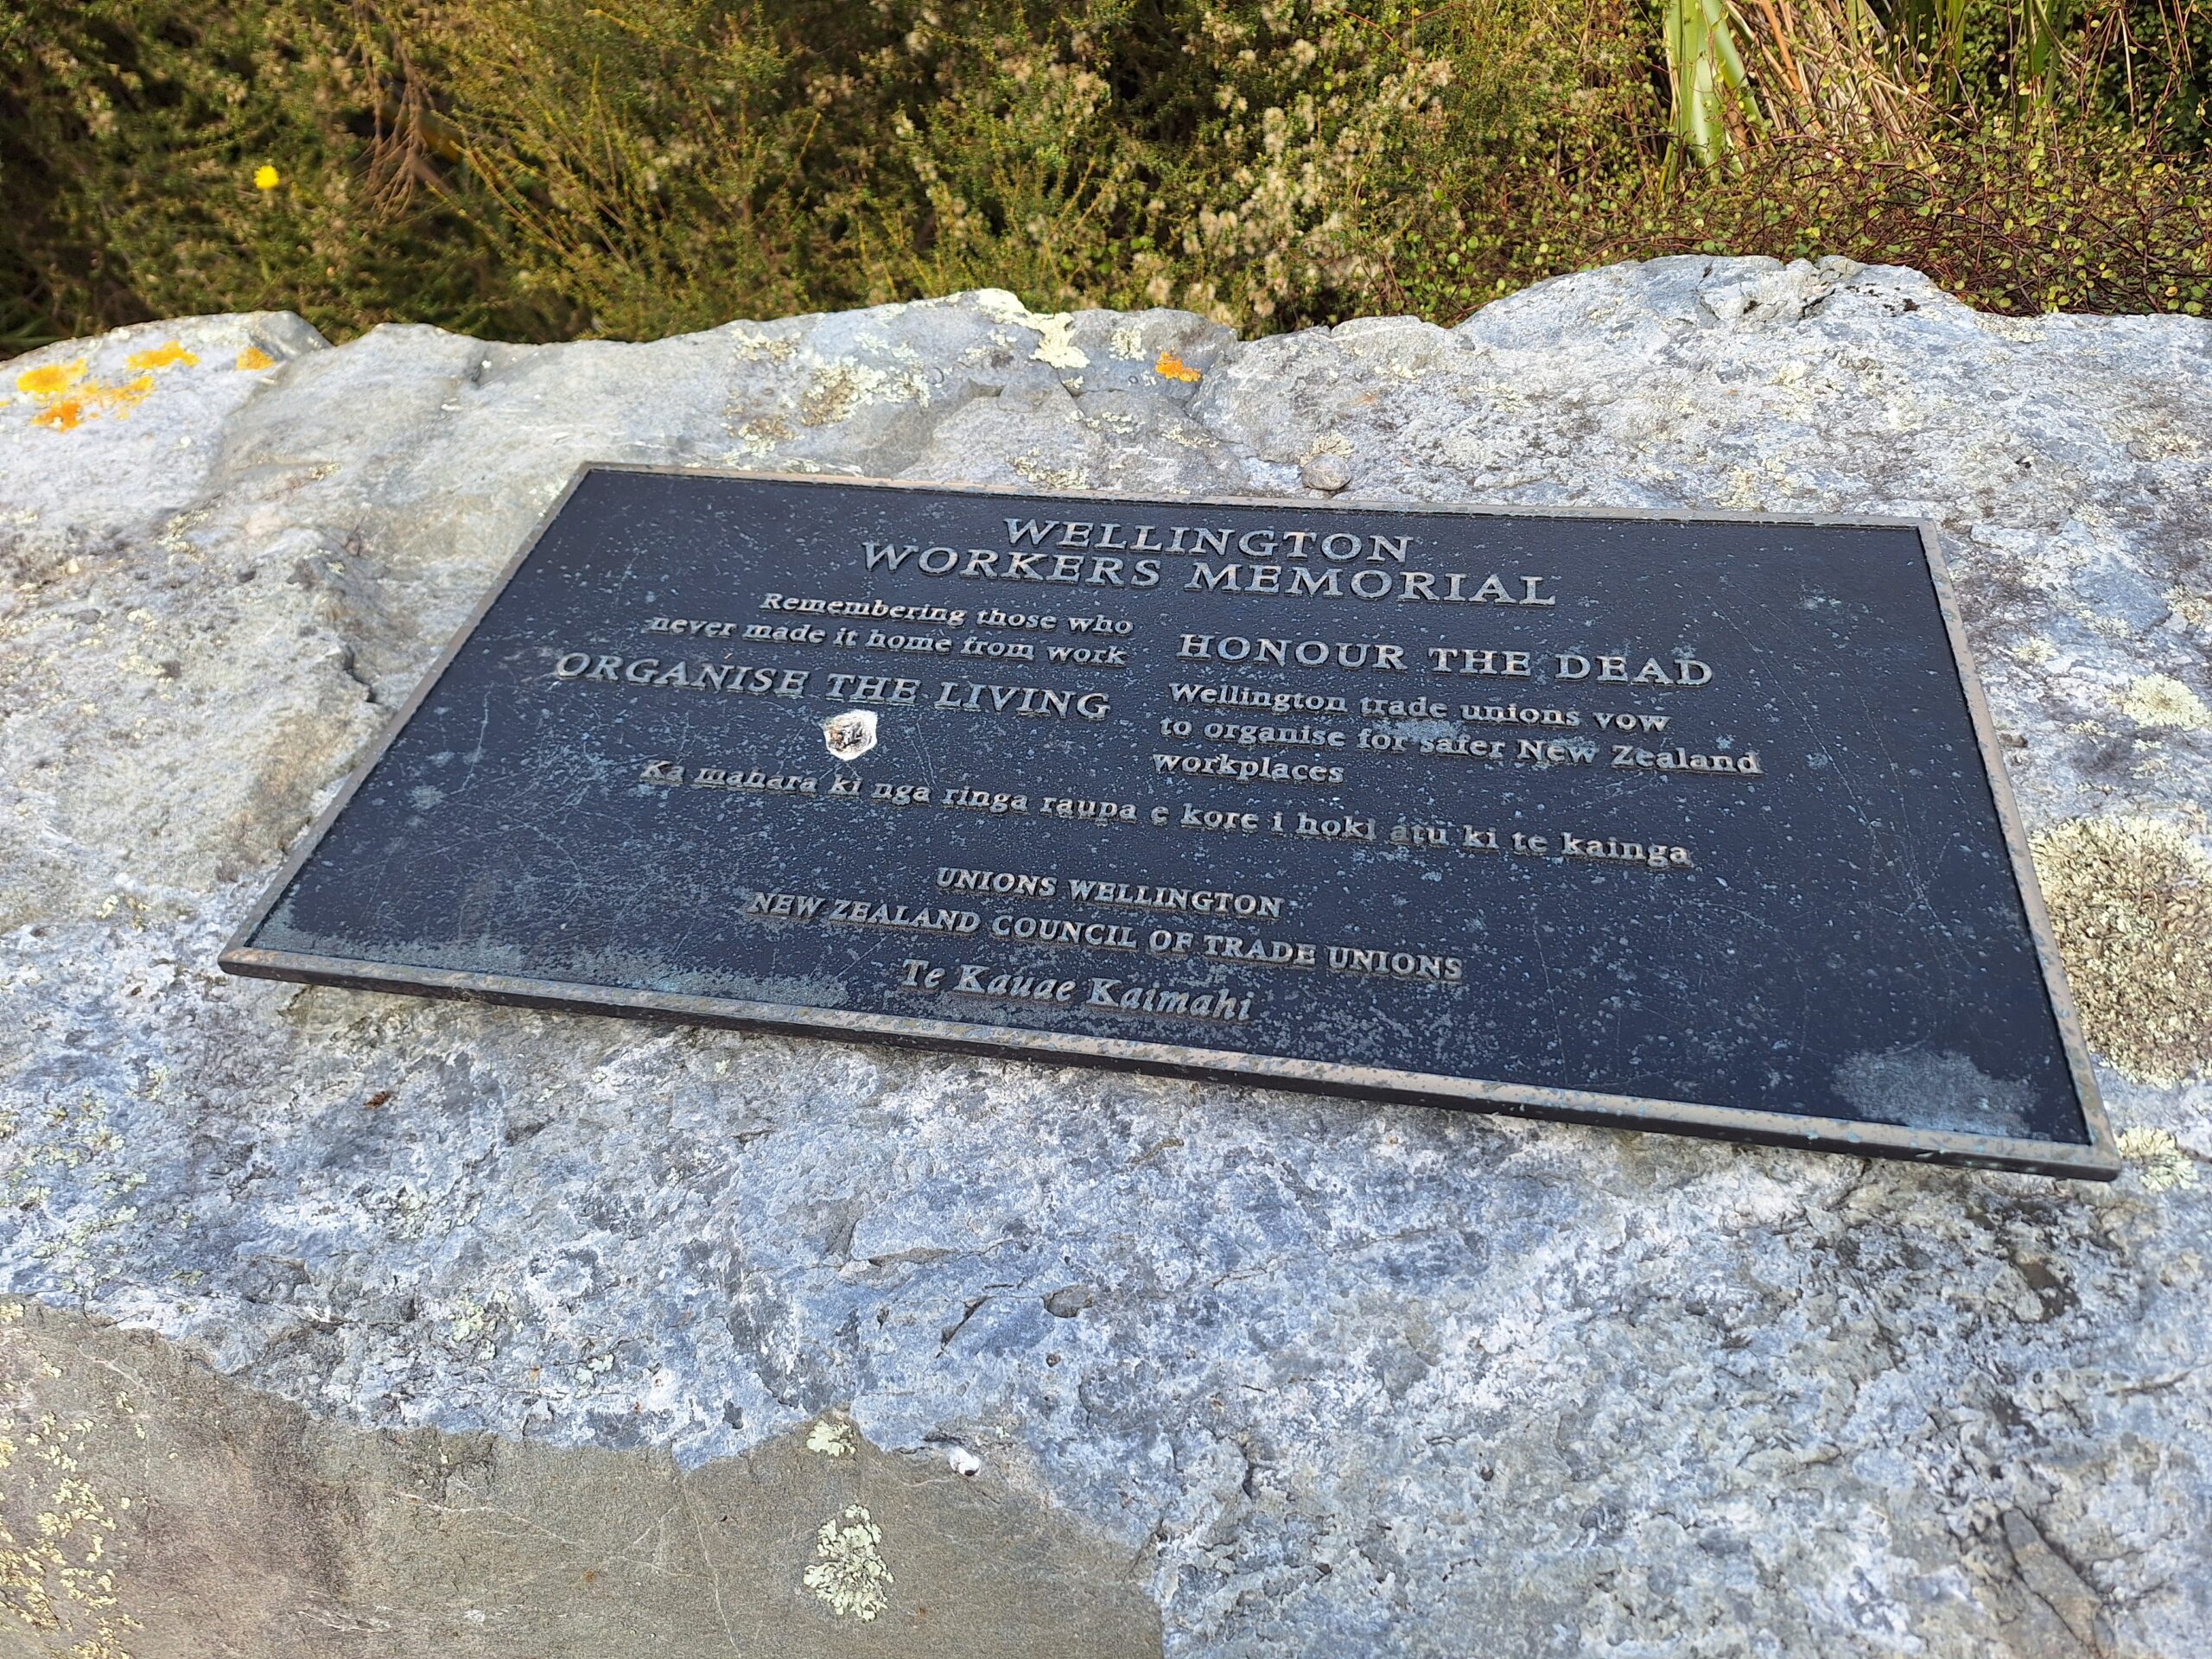 WELLINGTON
WORKERS MEMORIAL
Remembering those who
never made it home from work
ORGANISE THE LIVING
HONOUR THE DEAD
Wellington trade unions vow
to organise for safer New Zealand
workplaces
Ka mahara ki nga ringa raupa e kore i hoki atu ki te kainga
UNIONS WELLINGTON
NEW ZEALAND COUNCIL OF TRADE UNIONS
Te Kauae Kaimahi